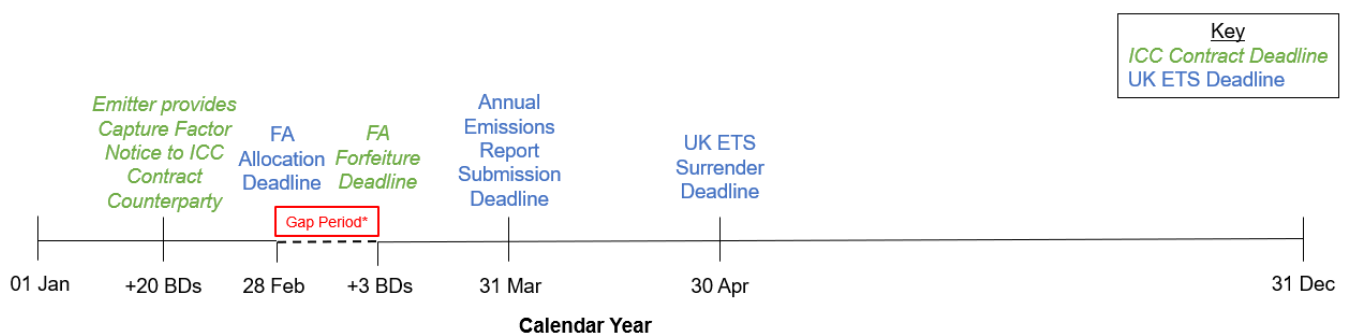 Key
ICC Contract Deadline
UK ETS Deadline
Emitter provides
Capture Factor
Notice to ICC
Contract
Counterparty
FA
Allocation
Deadline
FA
Forfeiture
Deadline
Annual
Emissions
Report
Submission
Deadline
UK ETS
Surrender
Deadline
Gap Period*
01 Jan
+20 BDs
28 Feb
+3 BDs
31 Mar
30 Apr
31 Dec
Calendar Year